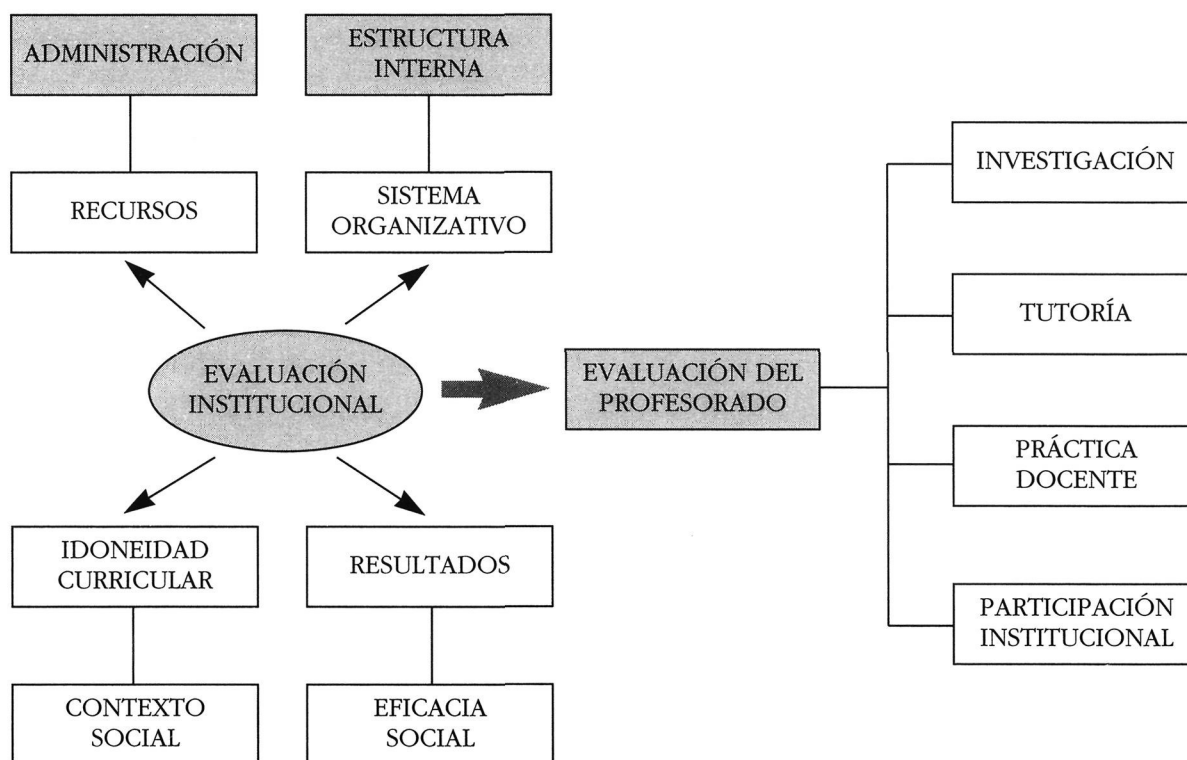 ADMINISTRACIÓN
ESTRUCTURA
INTERNA
RECURSOS
SISTEMA
ORGANIZATIVO
EVALUACIÓN
INSTITUCIONAL
IDONEIDAD
CURRICULAR
RESULTADOS
CONTEXTO
SOCIAL
EFICACIA
SOCIAL
EVALUACIÓN DEL
PROFESORADO
INVESTIGACIÓN
TUTORÍA
PRÁCTICA
DOCENTE
PARTICIPACIÓN
INSTITUCIONAL